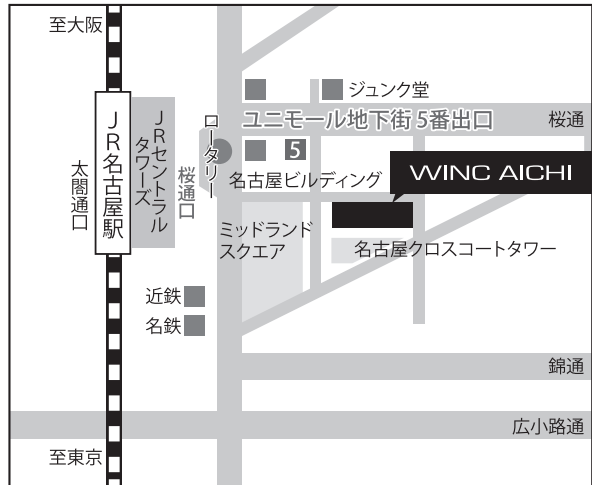 至大阪
ジュンク堂
ユニモール地下街 5番出口
桜通
ロータリー
5
JR名古屋駅
JRセントラル
タワーズ
桜通口
太閤通口
名古屋ビルディング
WINC AICHI
ミッドランド
スクエア
名古屋クロスコートタワー
近鉄
名鉄
錦通
広小路通
至東京